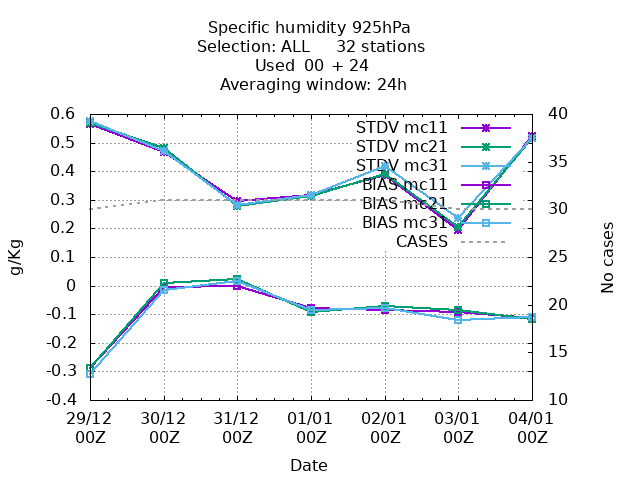 Specific humidity 925hPa
Selection: ALL 32 stations
Used 00 + 24
Averaging window: 24h
g/Kg
0.6
0.5
0.4
0.3
0.2
0.1
0
-0.1
-0.2
-0.3
-0.4
STDV mc11
STDV mc21
STDV mc31
BIAS mc11
BIAS mc21
BIAS mc31
CASES
40
35
30
25
20
15
10
No cases
29/12 30/12 31/12 01/01 02/01 03/01 04/01
00Z 00Z 00Z 00Z 00Z 00Z 00Z
Date